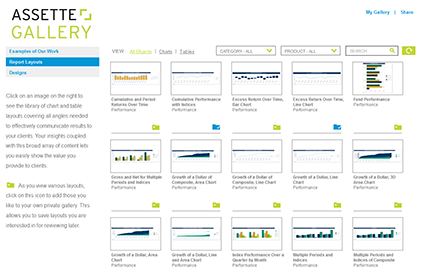 ASSETTE
GALLERY
My Gallery | Share
Examples of Our Work
Report Layouts
Designs
VIEW All Charts | Charts | Tables
CATEGORY - ALL
PRODUCT - ALL
SEARCH
Click on an image on the right to
see the library of chart and table
layouts covering all angles needed
to effectively communicate results to
your clients. Your insights coupled
with this broad array of content lets
you easily show the value you
provide to clients.
As you view various layouts,
click on this icon to add those you
like to your own private gallery. This
allows you to save layouts you are
interested in for reviewing later.
Cumulative and Period
Returns Over Time
Performance
Cumulative Performance
with Indices
Performance
Excess Return Over Time,
Bar Chart
Performance
Excess Return Over Time,
Line Chart
Performance
Fund Performance
Performance
Gross and Net for Multiple
Periods and Indices
Performance
Growth of a Dollar of
Composite, Area Chart
Performance
Growth of a Dollar of
Composite, Line Chart
Performance
Growth of a Dollar, Line
Chart
Performance
Growth of a Dollar, 3D
Area Chart
Performance
Growth of a Dollar, Area
Chart
Performance
Growth of a Dollar, Line
Chart
Performance
Index Performance Over a
Quarter by Month
Performance
Multiple Periods and
Indices
Performance
Multiple Periods and
Indices of Composite
Performance